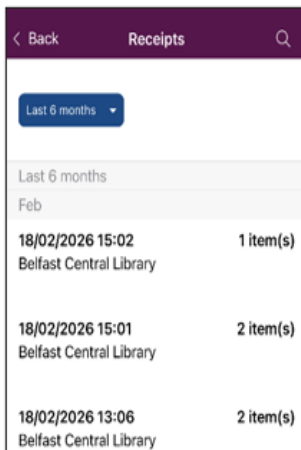 Back Receipts
Last 6 months
Last 6 months
Feb
18/02/2026 15:02 1 item(s)
Belfast Central Library
18/02/2026 15:01 2 item(s)
Belfast Central Library
18/02/2026 13:06 2 item(s)
Belfast Central Library